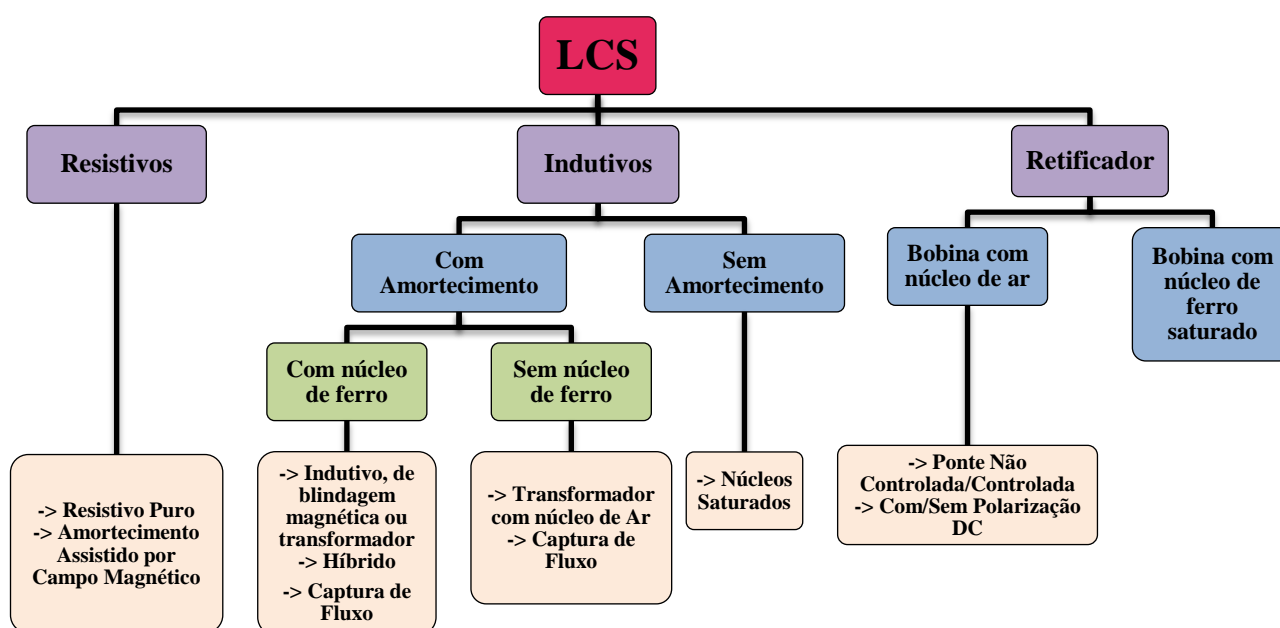 LCS
Resistivos
Indutivos
Retificador
Com
Amortecimento
Sem
Amortecimento
Bobina com
núcleo de ar
Bobina com
núcleo de
ferro
saturado
Com núcleo
de ferro
Sem núcleo
de ferro
-> Resistivo Puro
-> Amortecimento
Assistido por
Campo Magnético
-> Indutivo, de
blindagem
magnética ou
transformador
-> Híbrido
-> Captura de
Fluxo
-> Transformador
com núcleo de Ar
-> Captura de
Fluxo
-> Núcleos
Saturados
-> Ponte Não
Controlada/Controlada
-> Com/Sem Polarização
DC